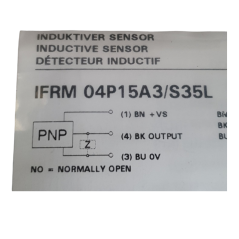 INDUKTIVER SENSOR
INDUCTIVE SENSOR
DÉTECTEUR INDUCTIF
IFRM 04P15A3/S35L
(1) BN +VS
PNP
(4) BK OUTPUT
Z
(3) BU 0V
NO = NORMALLY OPEN